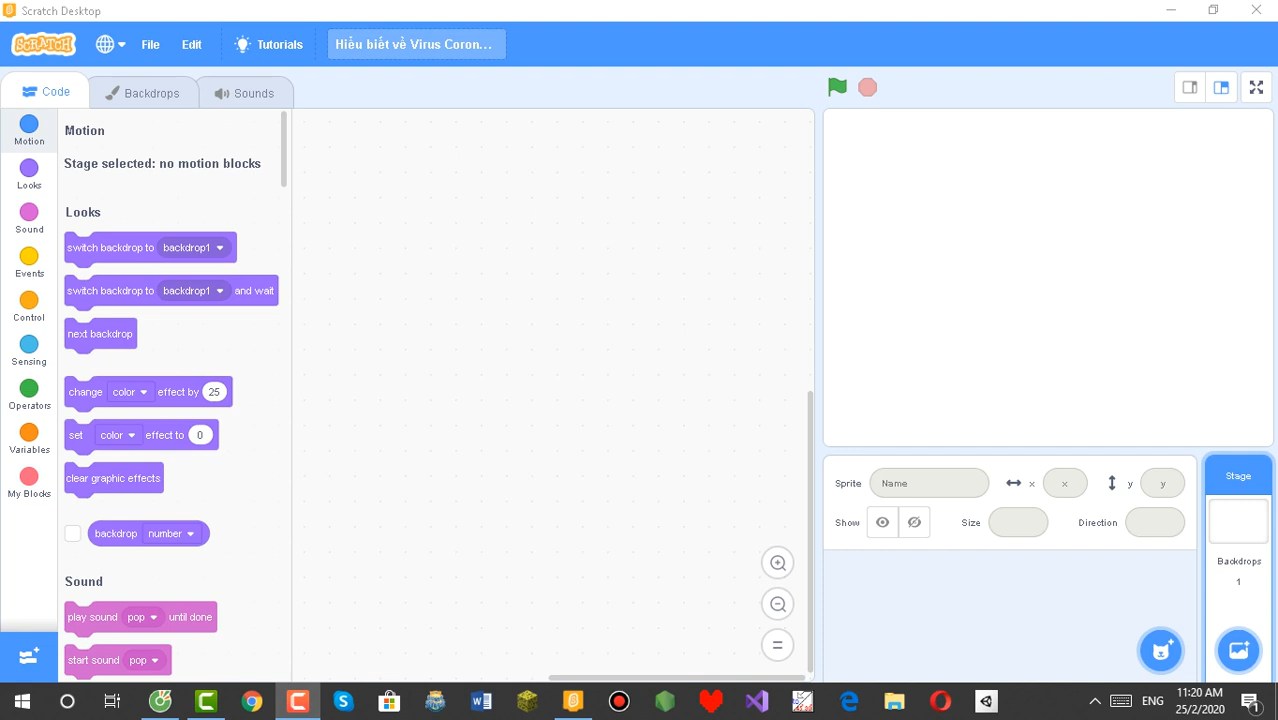 Scratch Desktop
SCRATCH
File
Edit
Tutorials
Hiểu biết về Virus Coron...
Code
Backdrops
Sounds
Motion
Looks
Sound
Events
Control
Sensing
Operators
Variables
My Blocks
Motion
Stage selected: no motion blocks
Looks
switch backdrop to backdrop1
switch backdrop to backdrop1 and wait
next backdrop
change color effect by 25
set color effect to 0
clear graphic effects
backdrop number
Sound
play sound pop until done
start sound pop
Sprite Name x x y y
Show Size Direction
Stage
Backdrops
1
ENG
11:20 AM
25/2/2020
1